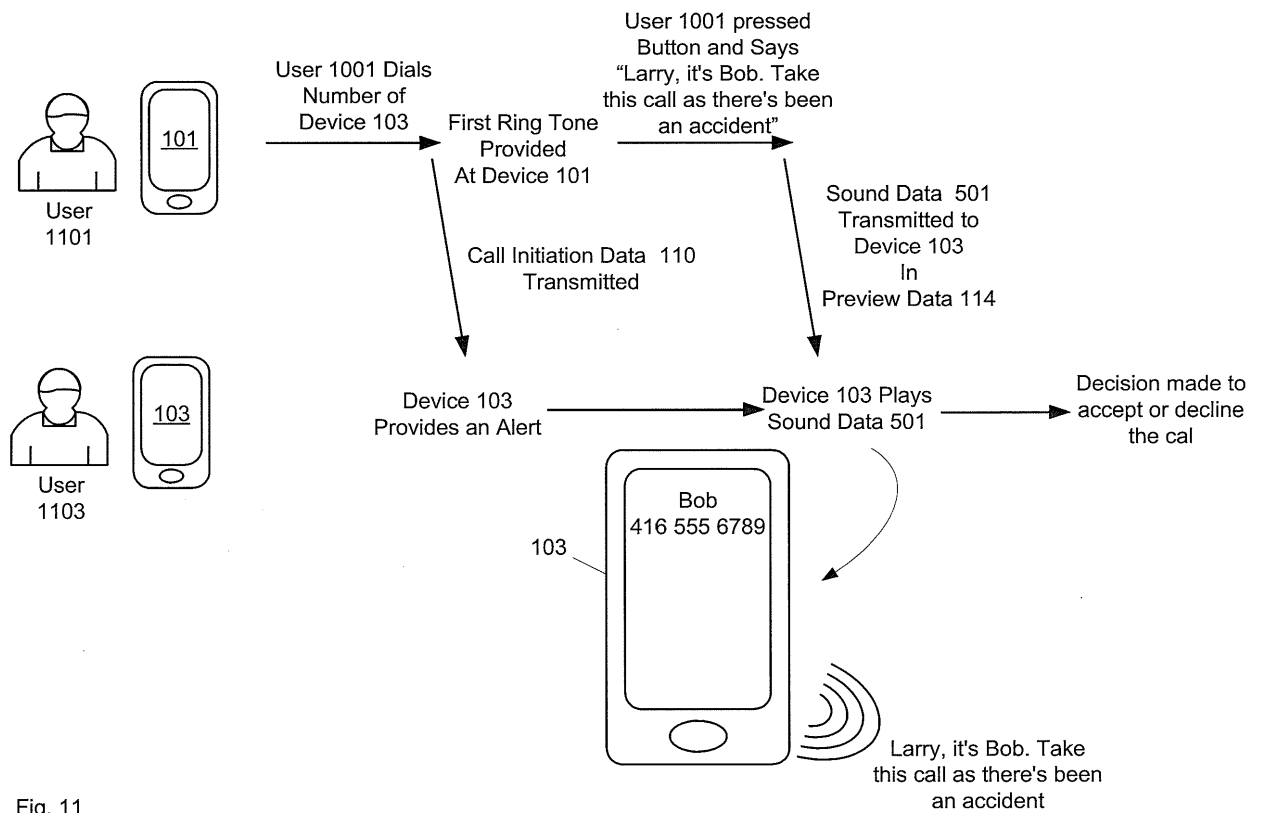 User 1001 pressed
Button and Says
“Larry, it's Bob. Take
this call as there's been
an accident”
User 1001 Dials
Number of
Device 103
First Ring Tone
Provided
At Device 101
101
User
1101
Call Initiation Data 110
Transmitted
Sound Data 501
Transmitted to
Device 103
In
Preview Data 114
103
User
1103
Device 103
Provides an Alert
Device 103 Plays
Sound Data 501
Decision made to
accept or decline
the cal
Bob
416 555 6789
103
Larry, it's Bob. Take
this call as there's been
an accident
Fig. 11